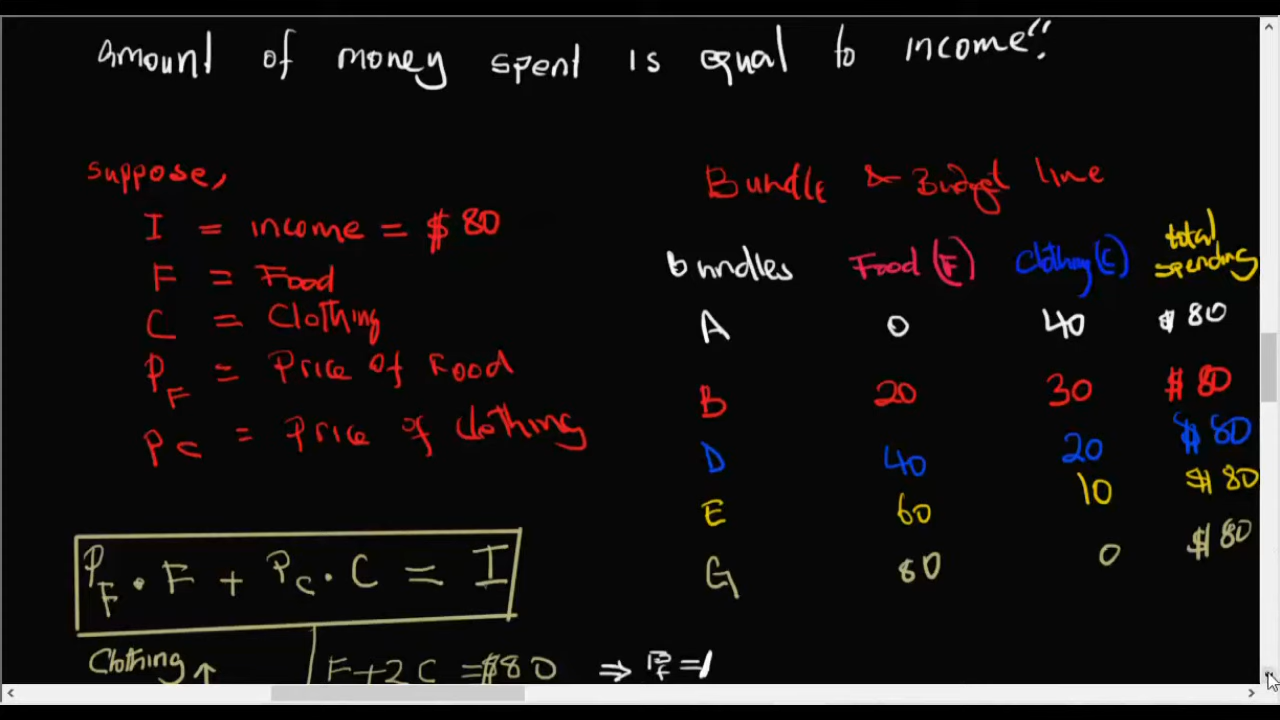 amount of money spent is equal to income".
suppose,
I = income = $80
F = Food
C = Clothing
PF = Price of Food
PC = Price of clothing
PF . F + PC . C = I
Clothing ↑
F + 2C = $80 ⇒ PF = 1
Bundle & Budget line
bundles Food (F) Clothing (C) total spending
A 0 40 $80
B 20 30 $80
D 40 20 $80
E 60 10 $80
G 80 0 $80